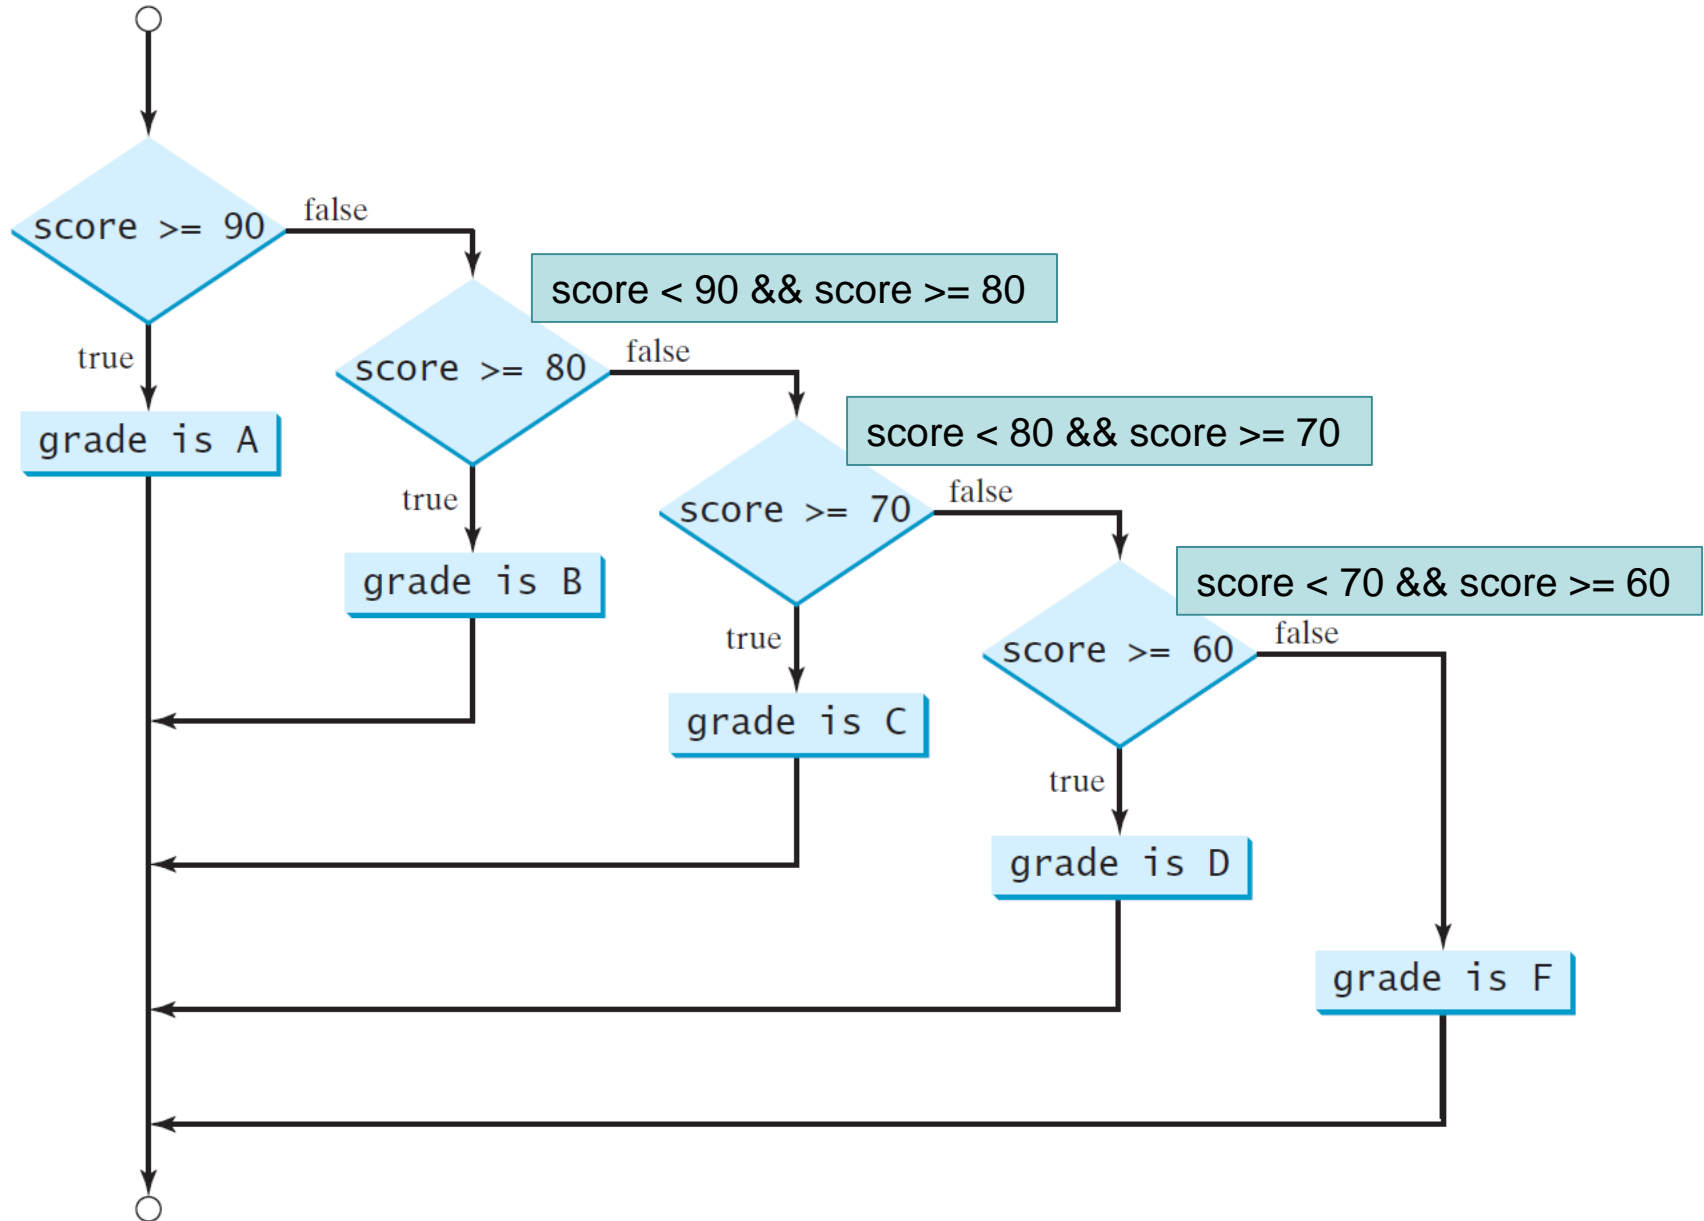 score >= 90
false
score < 90 && score >= 80
true
score >= 80
false
grade is A
score < 80 && score >= 70
true
score >= 70
false
grade is B
score < 70 && score >= 60
true
score >= 60
false
grade is C
true
grade is D
grade is F